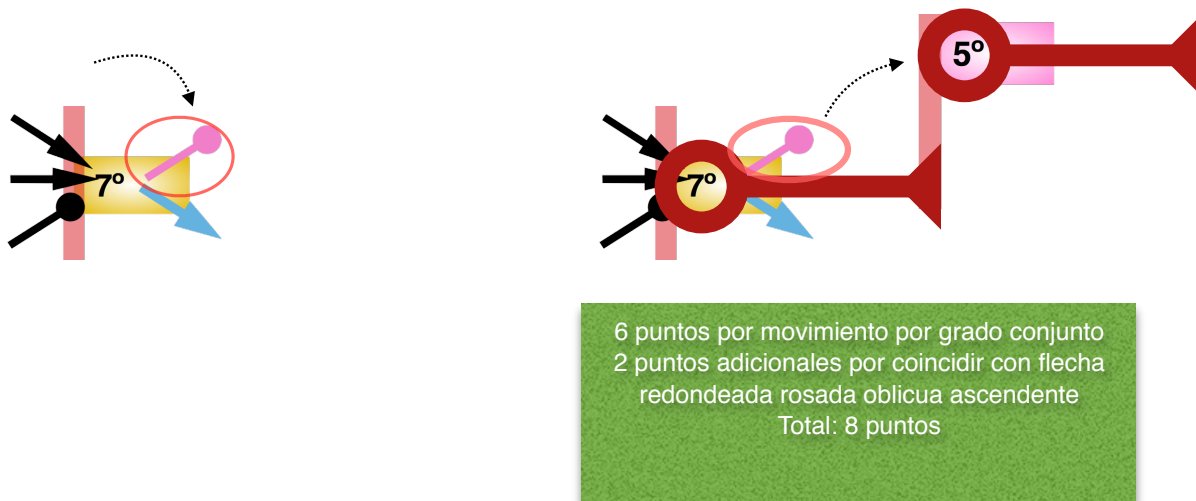 5º
7º
7º
6 puntos por movimiento por grado conjunto
2 puntos adicionales por coincidir con flecha
redondeada rosada oblicua ascendente
Total: 8 puntos